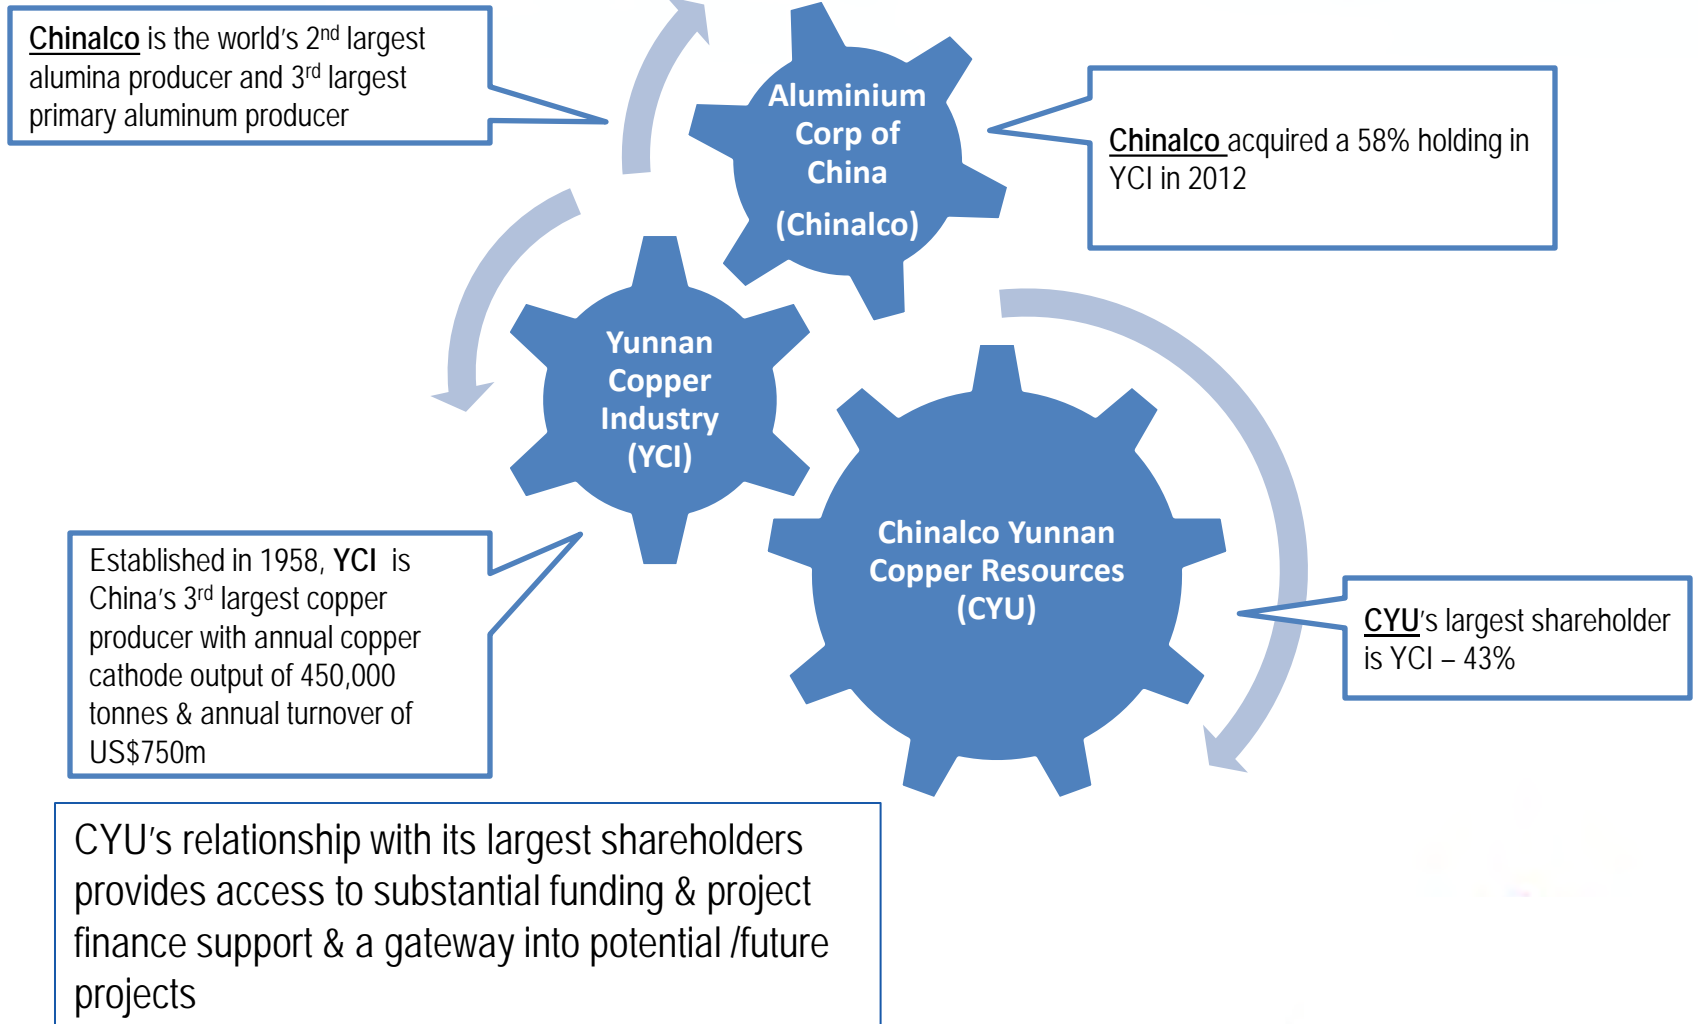 Chinalco is the world’s 2nd largest
alumina producer and 3rd largest
primary aluminum producer
Aluminium
Corp of
China
(Chinalco)
Chinalco acquired a 58% holding in
YCI in 2012
Yunnan
Copper
Industry
(YCI)
Chinalco Yunnan
Copper Resources
(CYU)
Established in 1958, YCI is
China’s 3rd largest copper
producer with annual copper
cathode output of 450,000
tonnes & annual turnover of
US$750m
CYU’s largest shareholder
is YCI – 43%
CYU’s relationship with its largest shareholders
provides access to substantial funding & project
finance support & a gateway into potential /future
projects